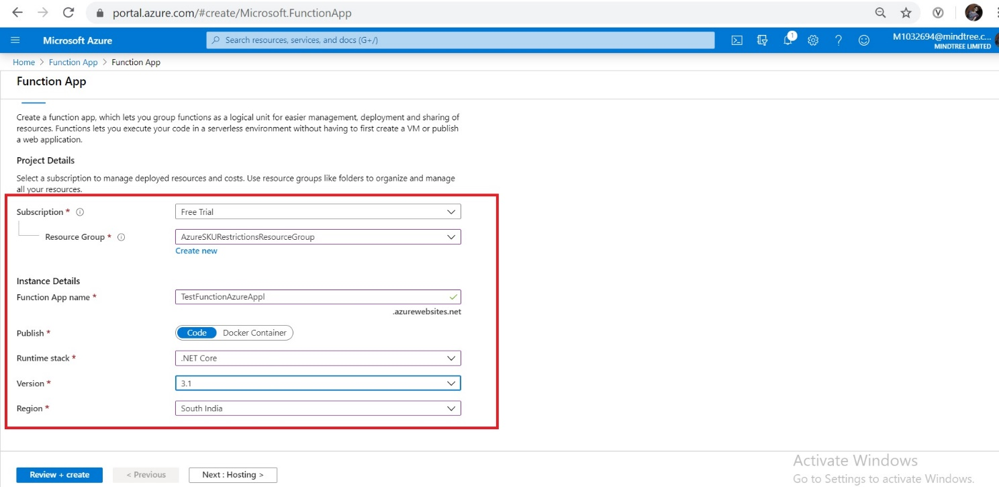 portal.azure.com/#create/Microsoft.FunctionApp
Microsoft Azure
Search resources, services, and docs (G+/)
1
M1032694@mindtree.c...
MINDTREE LIMITED
Home > Function App > Function App
Function App
Create a function app, which lets you group functions as a logical unit for easier management, deployment and sharing of
resources. Functions lets you execute your code in a serverless environment without having to first create a VM or publish
a web application.
Project Details
Select a subscription to manage deployed resources and costs. Use resource groups like folders to organize and manage
all your resources.
Subscription * Free Trial
Resource Group * AzureSKURestrictionsResourceGroup
Create new
Instance Details
Function App name * TestFunctionAzureAppl
.azurewebsites.net
Publish * Code Docker Container
Runtime stack * .NET Core
Version * 3.1
Region * South India
Review + create < Previous Next : Hosting >
Activate Windows
Go to Settings to activate Windows.